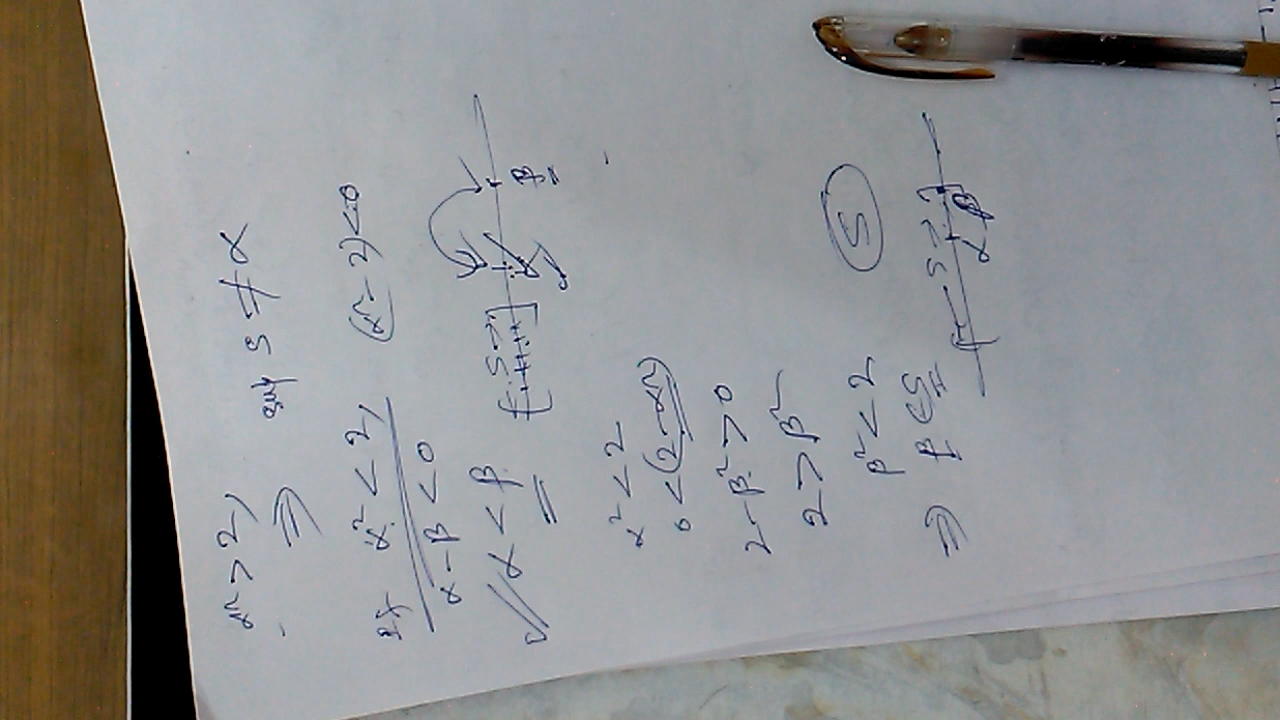 α² > 2)
⇒ sup S ≠ α
If α² < 2) (α² - 2) < 0
α - β < 0
α < β
[: S →]
β
α² < 2
0 < (2 - α²)
2 - β² > 0
2 > β²
β² < 2
S
⇒ β ∈ S
[← S →]
α β